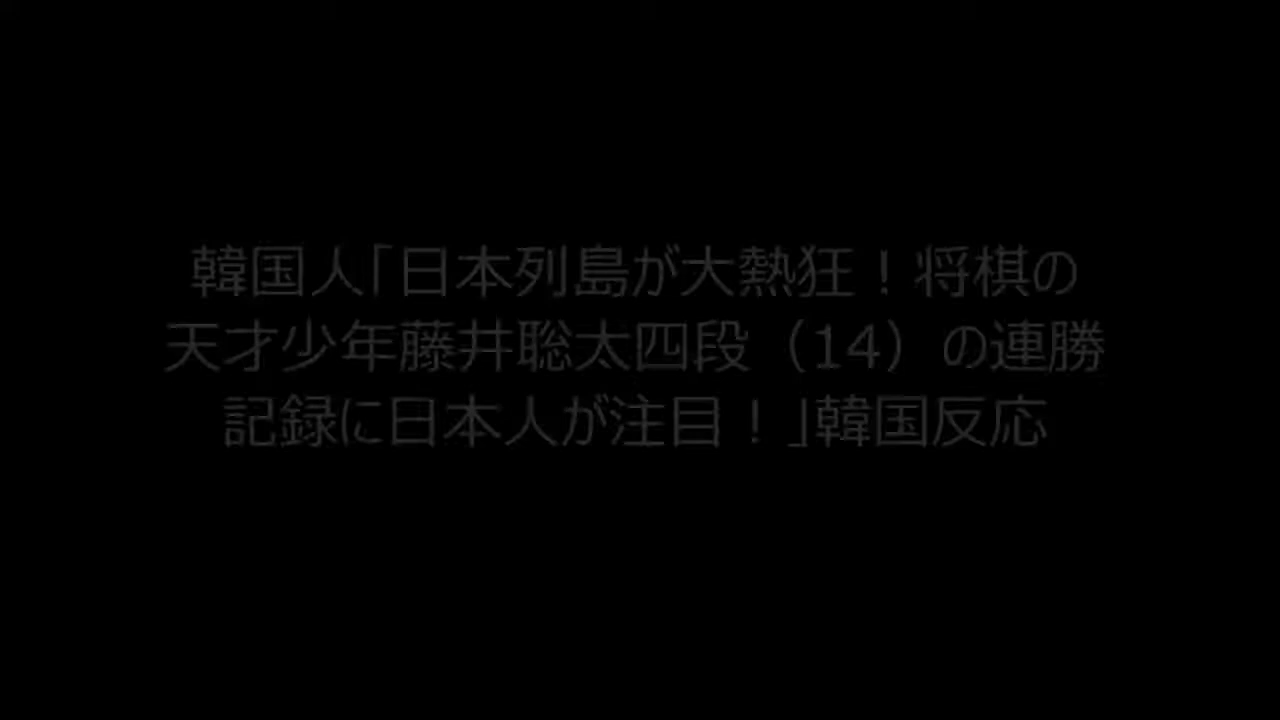 韓国人「日本列島が大熱狂！将棋の
天才少年藤井聡太四段（14）の連勝
記録に日本人が注目！」韓国反応